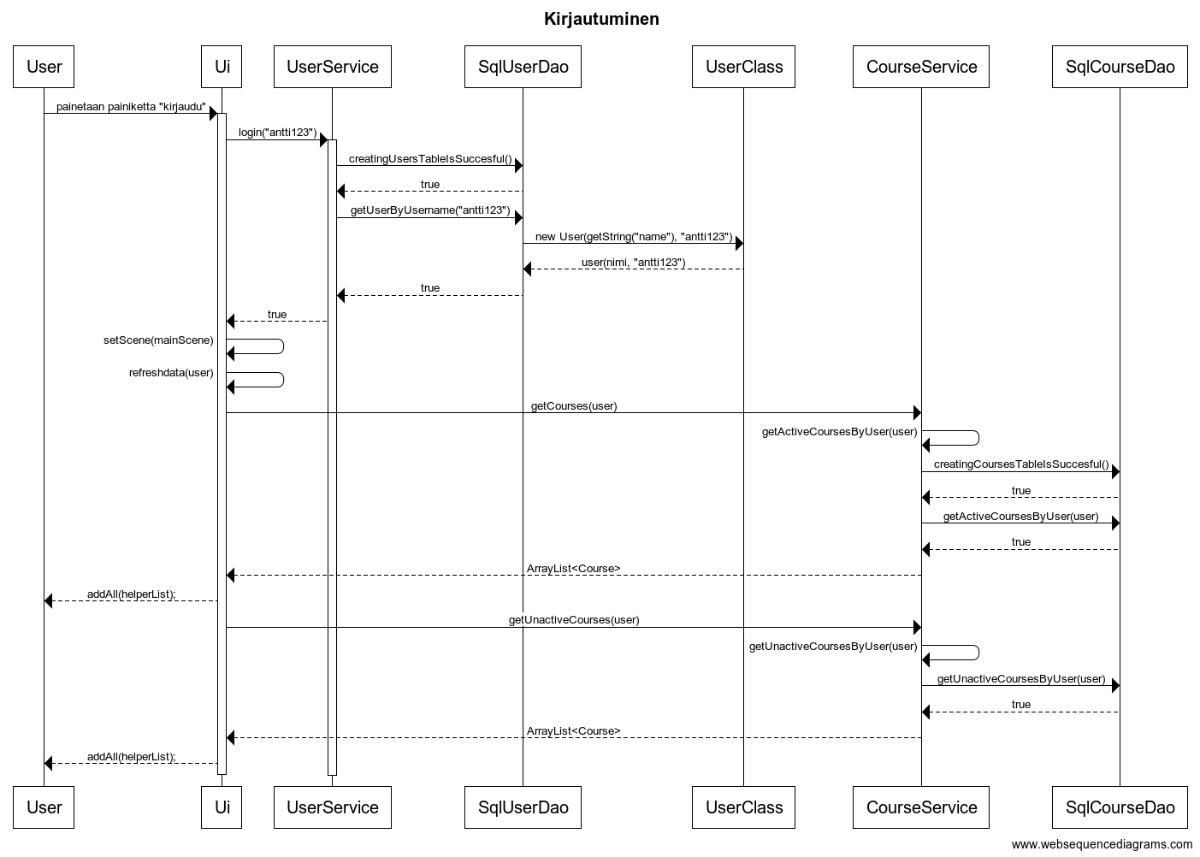 Kirjautuminen
User
Ui
UserService
SqlUserDao
UserClass
CourseService
SqlCourseDao
painetaan painiketta "kirjaudu"
login("antti123")
creatingUsersTableIsSuccesful()
true
getUserByUsername("antti123")
new User(getString("name"), "antti123")
user(nimi, "antti123")
true
true
setScene(mainScene)
refreshdata(user)
getCourses(user)
getActiveCoursesByUser(user)
creatingCoursesTableIsSuccesful()
true
getActiveCoursesByUser(user)
true
ArrayList<Course>
addAll(helperList);
getUnactiveCourses(user)
getUnactiveCoursesByUser(user)
getUnactiveCoursesByUser(user)
true
ArrayList<Course>
addAll(helperList);
User
Ui
UserService
SqlUserDao
UserClass
CourseService
SqlCourseDao
www.websequencediagrams.com